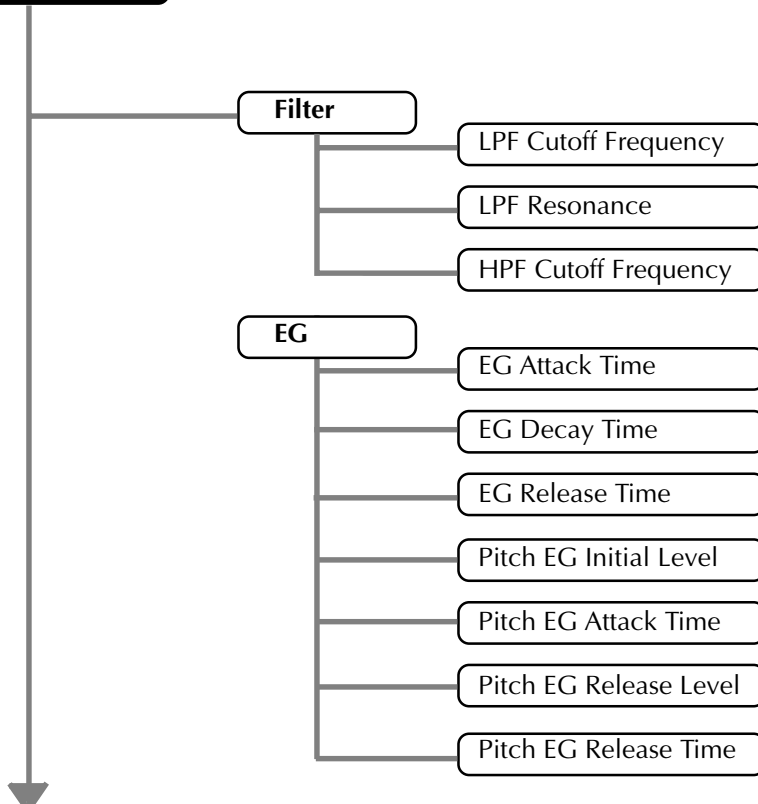 Filter
LPF Cutoff Frequency
LPF Resonance
HPF Cutoff Frequency
EG
EG Attack Time
EG Decay Time
EG Release Time
Pitch EG Initial Level
Pitch EG Attack Time
Pitch EG Release Level
Pitch EG Release Time